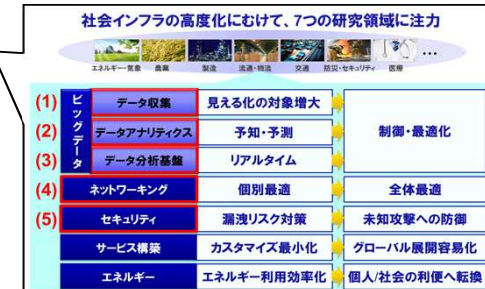 社会インフラの高度化にむけて、7つの研究領域に注力
エネルギー・気象 農業 製造 流通・物流 交通 防災・セキュリティ 医療 …
ビッグデータ
(1) データ収集 見える化の対象増大
(2) データアナリティクス 予知・予測 制御・最適化
(3) データ分析基盤 リアルタイム
(4) ネットワーキング 個別最適 全体最適
(5) セキュリティ 漏洩リスク対策 未知攻撃への防御
サービス構築 カスタマイズ最小化 グローバル展開容易化
エネルギー エネルギー利用効率化 個人/社会の利便へ転換